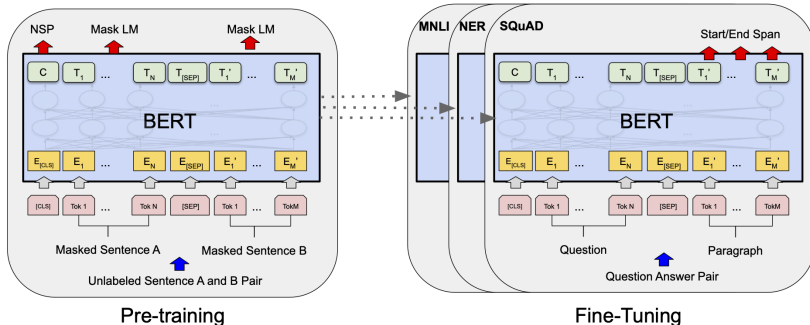 NSP Mask LM Mask LM
C T1 ... TN T[SEP] T1' ... TM'
BERT
E[CLS] E1 ... EN E[SEP] E1' ... EM'
[CLS] Tok 1 ... Tok N [SEP] Tok 1 ... TokM
Masked Sentence A Masked Sentence B
Unlabeled Sentence A and B Pair
Pre-training
MNLI NER SQuAD
Start/End Span
C T1 ... TN T[SEP] T1' ... TM'
BERT
E[CLS] E1 ... EN E[SEP] E1' ... EM'
[CLS] Tok 1 ... Tok N [SEP] Tok 1 ... TokM
Question Paragraph
Question Answer Pair
Fine-Tuning